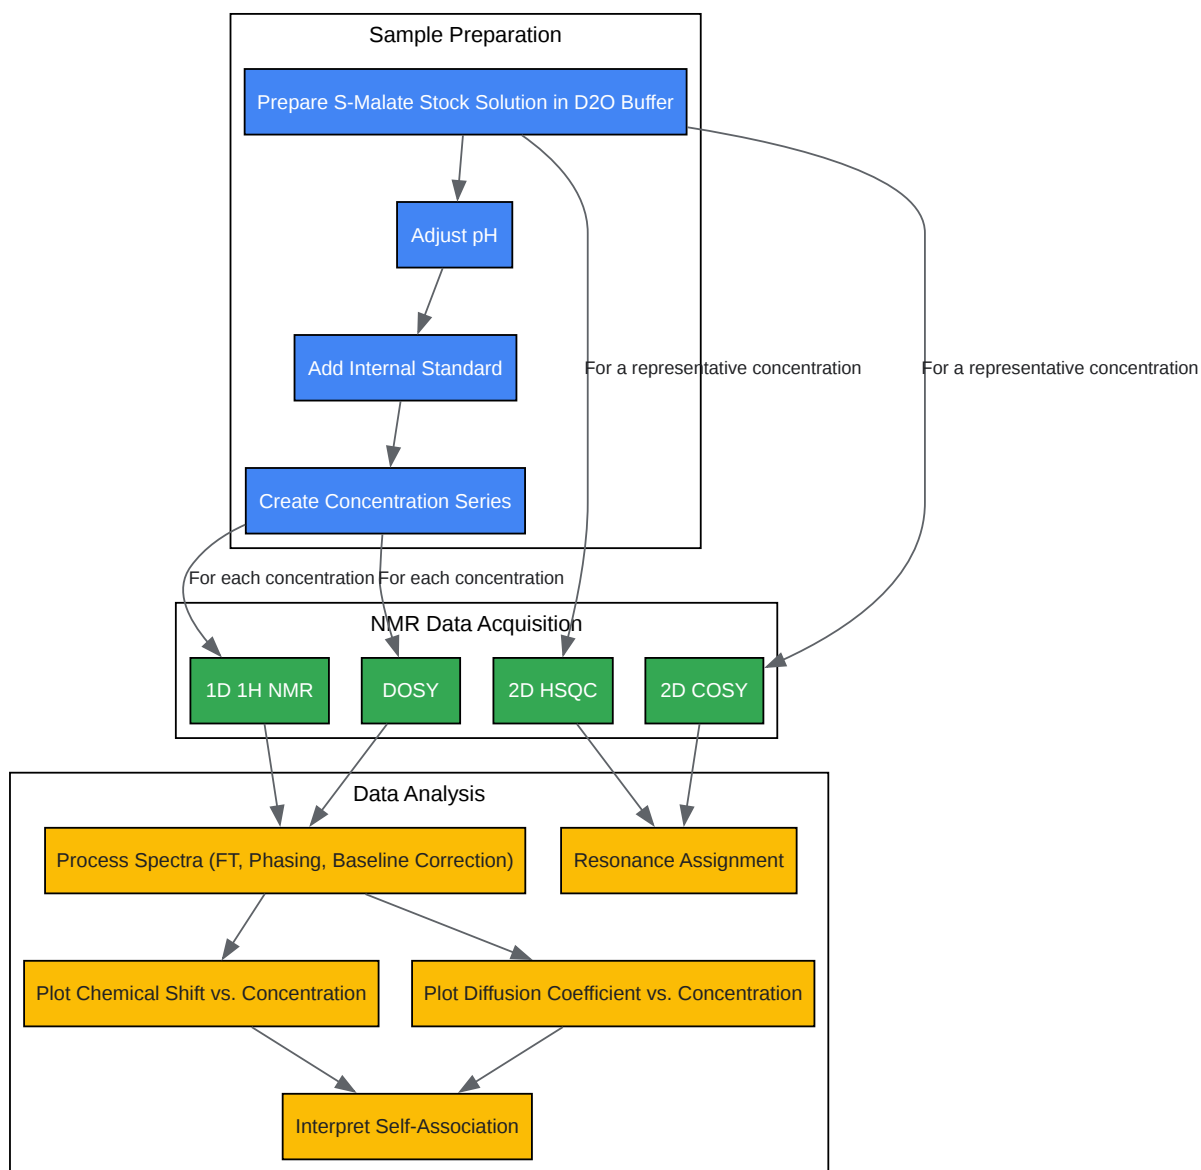 Sample Preparation
Prepare S-Malate Stock Solution in D2O Buffer
Adjust pH
Add Internal Standard
For a representative concentration
For a representative concentration
Create Concentration Series
For each concentration
For each concentration
NMR Data Acquisition
1D 1H NMR
DOSY
2D HSQC
2D COSY
Data Analysis
Process Spectra (FT, Phasing, Baseline Correction)
Resonance Assignment
Plot Chemical Shift vs. Concentration
Plot Diffusion Coefficient vs. Concentration
Interpret Self-Association